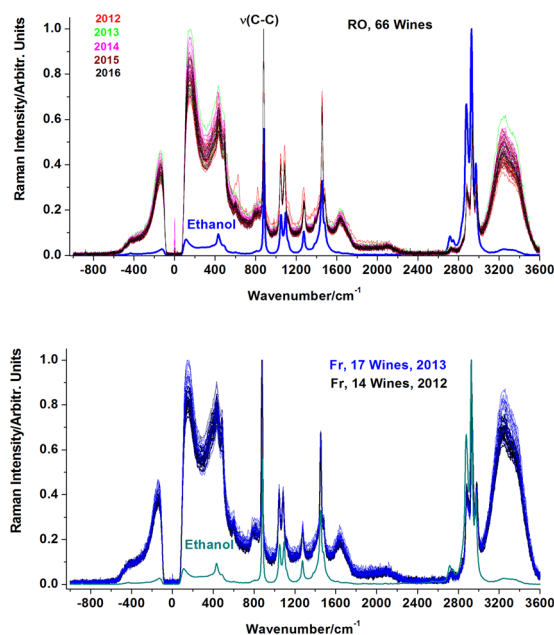 2012
2013
2014
2015
2016
ν(C-C)
RO, 66 Wines
Raman Intensity/Arbitr. Units
1.0
0.8
0.6
0.4
0.2
0.0
Ethanol
-800 -400 0 400 800 1200 1600 2000 2400 2800 3200 3600
Wavenumber/cm-1
Fr, 17 Wines, 2013
Fr, 14 Wines, 2012
Raman Intensity/Arbitr. Units
1.0
0.8
0.6
0.4
0.2
0.0
Ethanol
-800 -400 0 400 800 1200 1600 2000 2400 2800 3200 3600
Wavenumber/cm-1